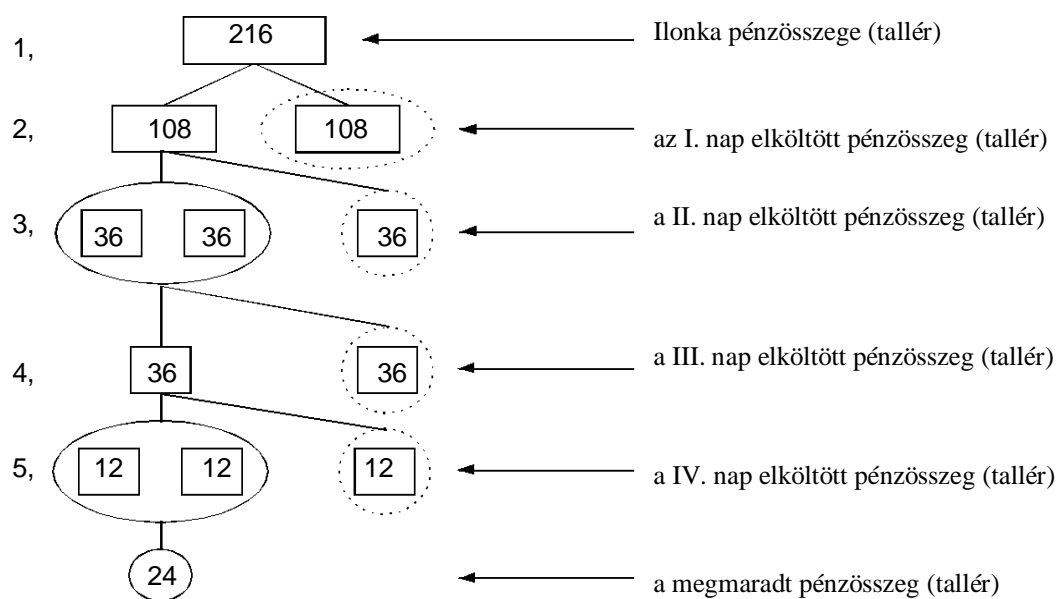 1, 216 Ilonka pénzösszege (tallér)
2, 108 108 az I. nap elköltött pénzösszeg (tallér)
3, 36 36 36 a II. nap elköltött pénzösszeg (tallér)
4, 36 36 a III. nap elköltött pénzösszeg (tallér)
5, 12 12 12 a IV. nap elköltött pénzösszeg (tallér)
24 a megmaradt pénzösszeg (tallér)